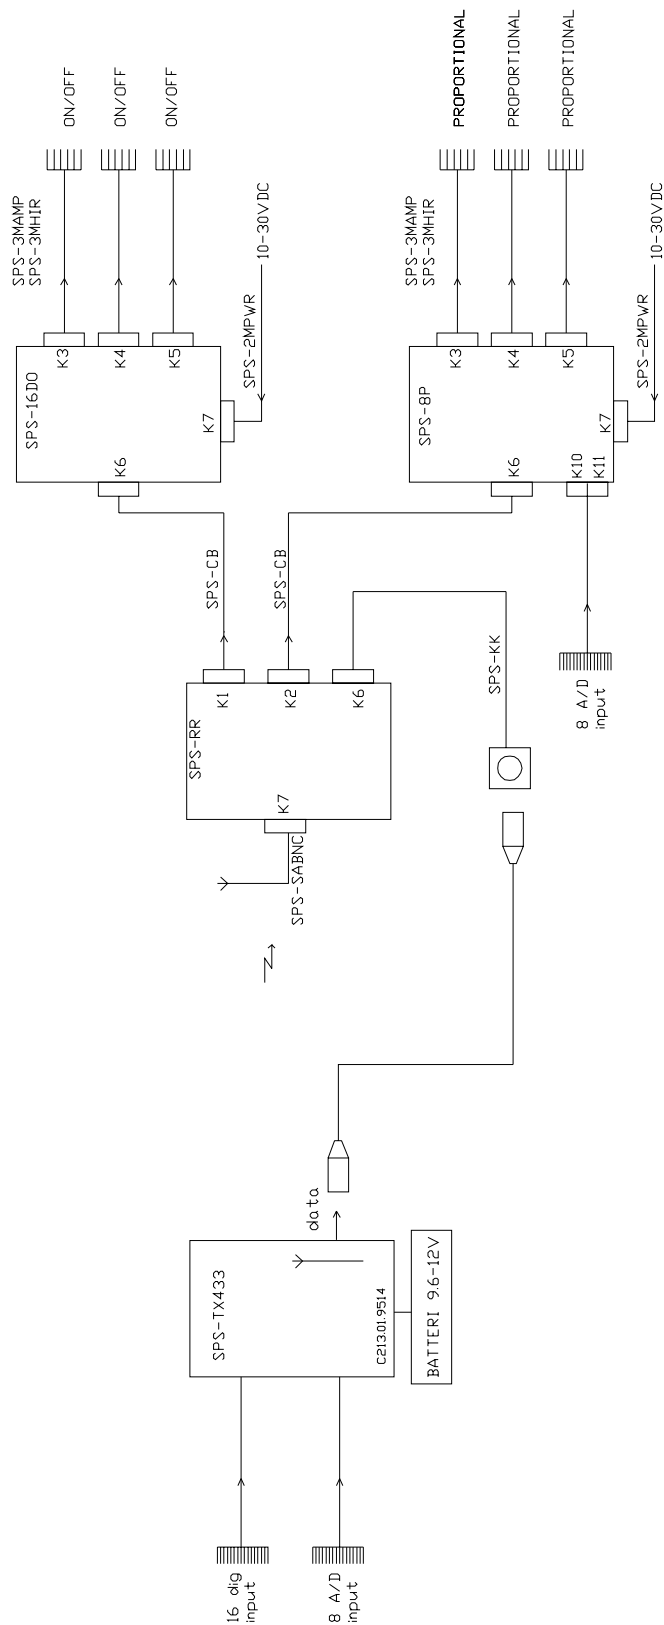 16 dig
input
8 A/D
input
SPS-TX433
C213.01.9514
BATTERI 9.6-12V
data
SPS-SABNC
K7
SPS-RR
K1
K2
K6
SPS-CB
SPS-CB
SPS-KK
8 A/D
input
K6
SPS-16DO
K7
K3
K4
K5
SPS-2MPWR
10-30VDC
SPS-3MAMP
SPS-3MHIR
ON/OFF
ON/OFF
ON/OFF
K6
K10
K11
SPS-8P
K7
K3
K4
K5
SPS-2MPWR
10-30VDC
SPS-3MAMP
SPS-3MHIR
PROPORTIONAL
PROPORTIONAL
PROPORTIONAL